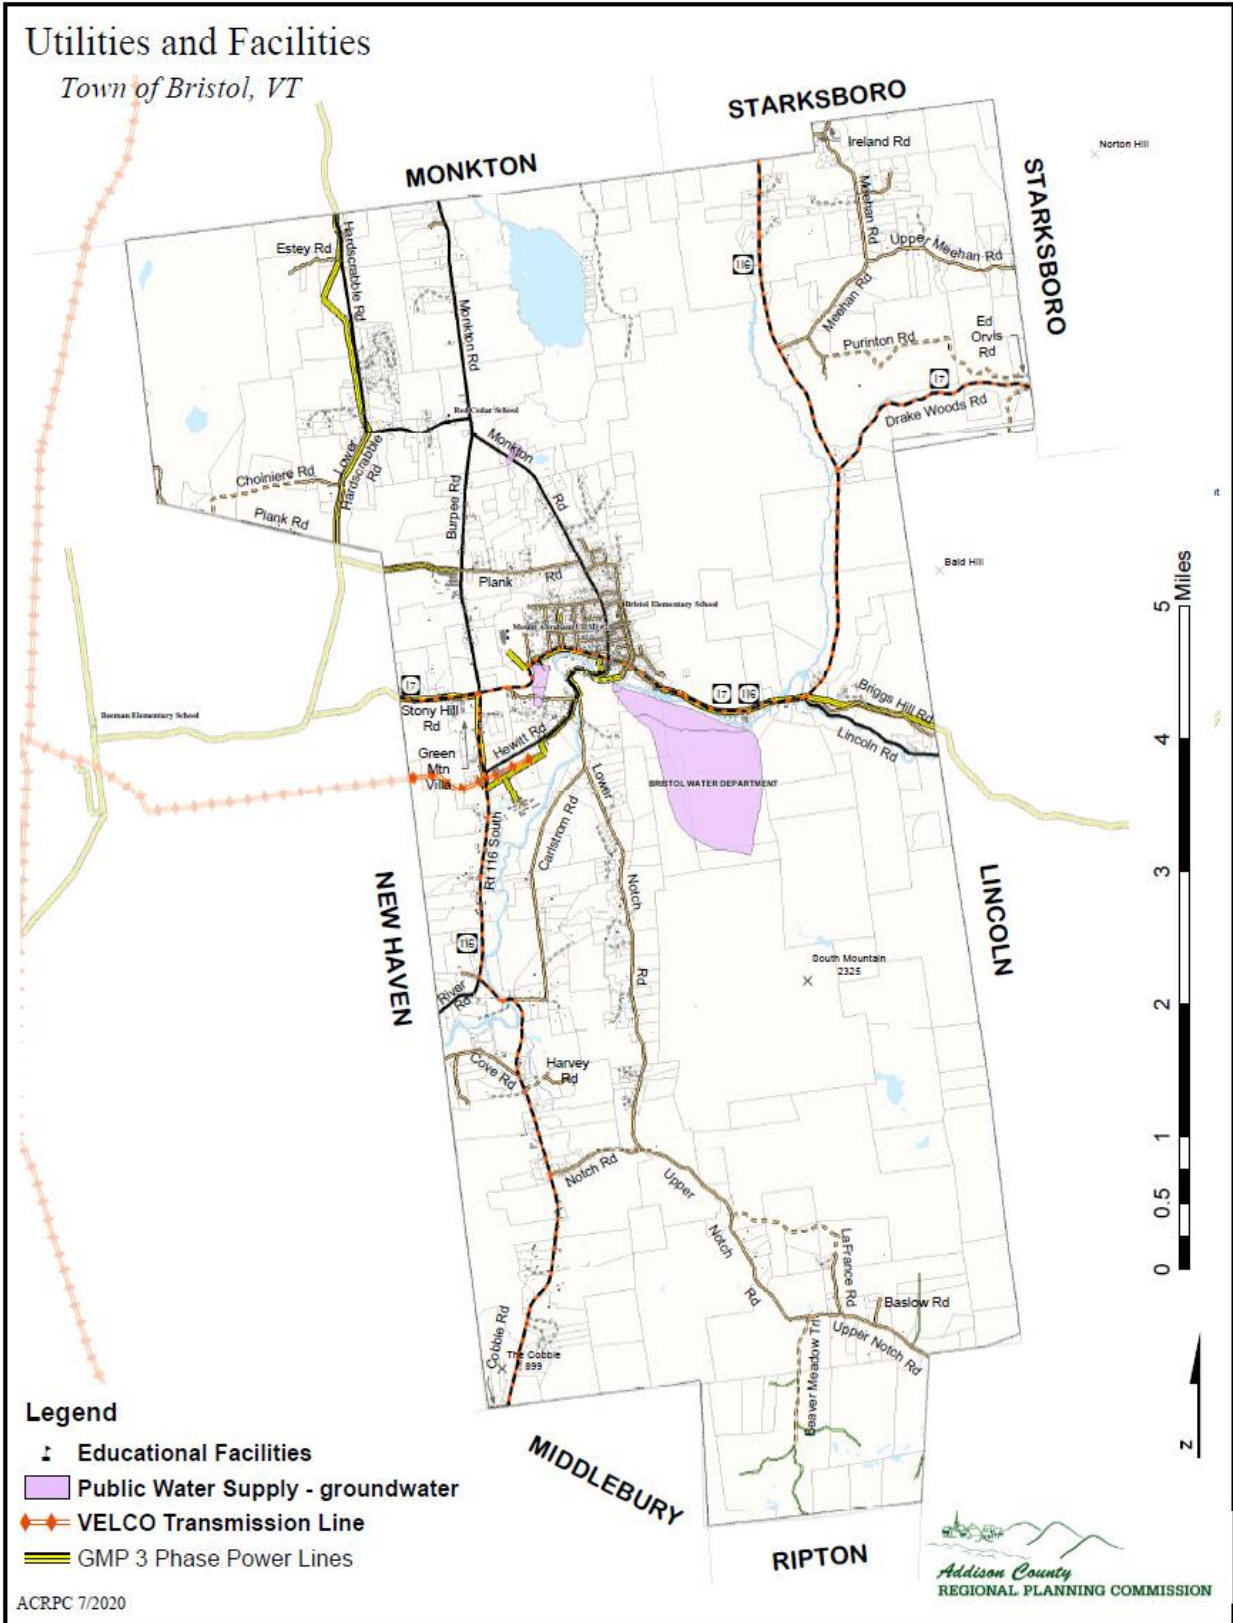 Utilities and Facilities
Town of Bristol, VT
STARKSBORO
MONKTON
Ireland Rd
Norton Hill
STARKSBORO
Meehan Rd
Estey Rd
Hardscrabble Rd
Upper Meehan Rd
116
Monkton Rd
Meehan Rd
Ed
Orvis
Rd
Purinton Rd
17
Drake Woods Rd
Red Cedar School
Monkton
Rd
Lower
Hardscrabble
Rd
Choiniere Rd
Burpee Rd
Plank Rd
Bald Hill
Plank
Rd
Bristol Elementary School
Miles
5
17
17
116
Briggs Hill Rd
Stony Hill
Rd
Beeman Elementary School
Lincoln Rd
Hewitt Rd
Green
Mtn
Villa
4
Lower
Notch
Rd
BRISTOL WATER DEPARTMENT
Carlstrom Rd
Rt 116 South
3
NEW HAVEN
LINCOLN
116
South Mountain
2325
River
Rd
2
Cove Rd
Harvey
Rd
1
Notch Rd
Upper
Notch
Rd
0.5
LaFrance Rd
0
Baslow Rd
Upper Notch Rd
Cobble Rd
The Cobble
899
Beaver Meadow Trl
Legend
Educational Facilities
Public Water Supply - groundwater
VELCO Transmission Line
GMP 3 Phase Power Lines
MIDDLEBURY
RIPTON
N
Addison County
REGIONAL PLANNING COMMISSION
ACRPC 7/2020